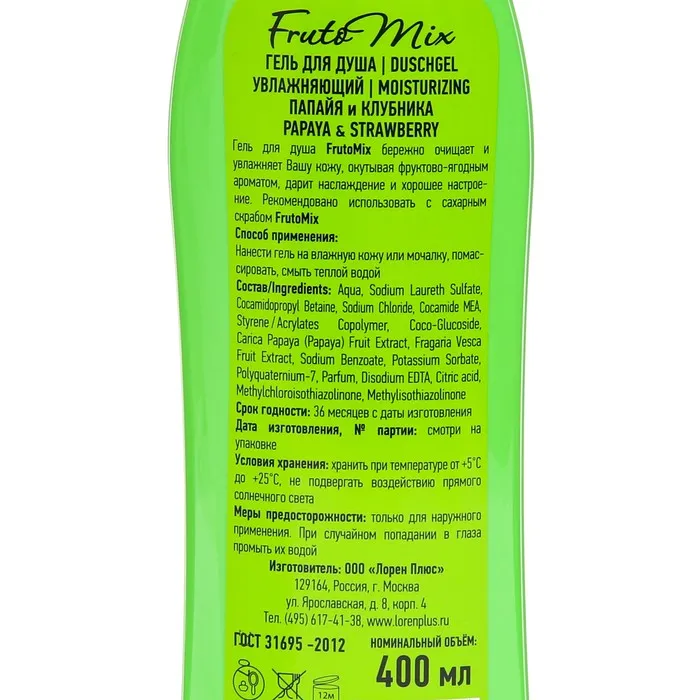 Fruto Mix
ГЕЛЬ ДЛЯ ДУША | DUSCHGEL
УВЛАЖНЯЮЩИЙ | MOISTURIZING
ПАПАЙЯ и КЛУБНИКА
PAPAYA & STRAWBERRY
Гель для душа FrutoMix бережно очищает и
увлажняет Вашу кожу, окутывая фруктово-ягодным
ароматом, дарит наслаждение и хорошее настрое-
ние. Рекомендовано использовать с сахарным
скрабом FrutoMix
Способ применения:
Нанести гель на влажную кожу или мочалку, помас-
сировать, смыть теплой водой
Состав/Ingredients: Aqua, Sodium Laureth Sulfate,
Cocamidopropyl Betaine, Sodium Chloride, Cocamide MEA,
Styrene / Acrylates Copolymer, Coco-Glucoside,
Carica Papaya (Papaya) Fruit Extract, Fragaria Vesca
Fruit Extract, Sodium Benzoate, Potassium Sorbate,
Polyquaternium-7, Parfum, Disodium EDTA, Citric acid,
Methylchloroisothiazolinone, Methylisothiazolinone
Срок годности: 36 месяцев с даты изготовления
Дата изготовления, № партии: смотри на
упаковке
Условия хранения: хранить при температуре от +5°С
до +25°С, не подвергать воздействию прямого
солнечного света
Меры предосторожности: только для наружного
применения. При случайном попадании в глаза
промыть их водой
Изготовитель: ООО «Лорен Плюс»
129164, Россия, г. Москва
ул. Ярославская, д. 8, корп. 4
Тел. (495) 617-41-38, www.lorenplus.ru
ГОСТ 31695 -2012
НОМИНАЛЬНЫЙ ОБЪЁМ:
400 мл
12М